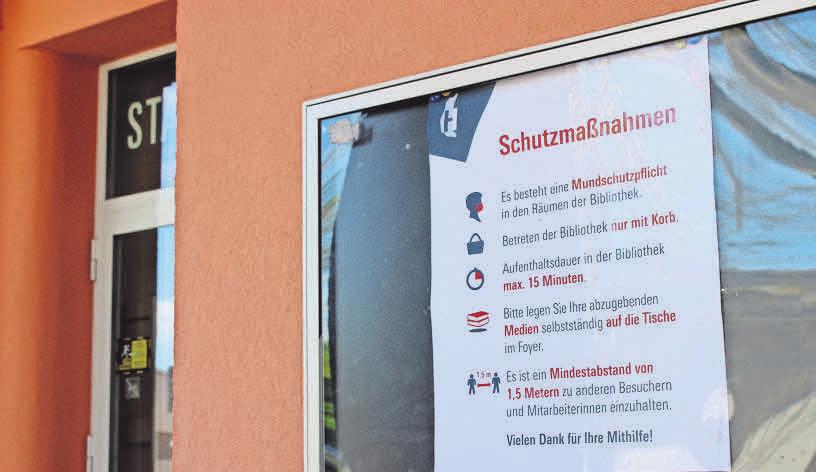 ST
t
Schutzmaßnahmen
Es besteht eine Mundschutzpflicht
in den Räumen der Bibliothek.
Betreten der Bibliothek nur mit Korb.
Aufenthaltsdauer in der Bibliothek
max. 15 Minuten.
Bitte legen Sie Ihre abzugebenden
Medien selbstständig auf die Tische
im Foyer.
1,5 m
Es ist ein Mindestabstand von
1,5 Metern zu anderen Besuchern
und Mitarbeiterinnen einzuhalten.
Vielen Dank für Ihre Mithilfe!